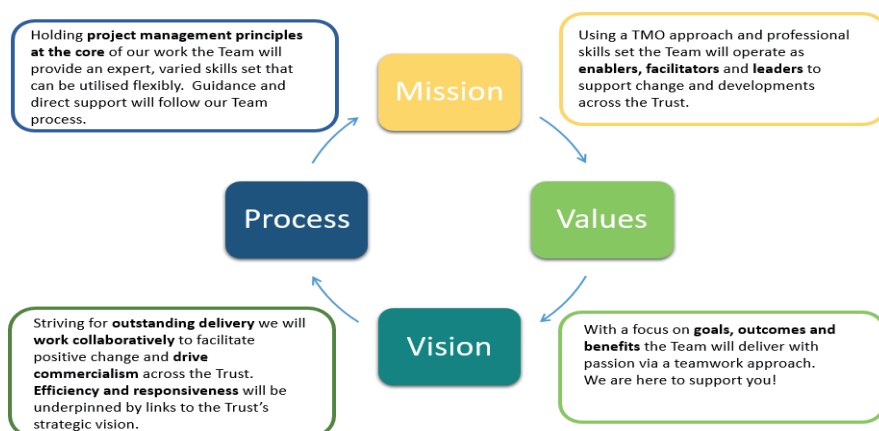 Holding project management principles
at the core of our work the Team will
provide an expert, varied skills set that
can be utilised flexibly.  Guidance and
direct support will follow our Team
process.
Mission
Using a TMO approach and professional
skills set the Team will operate as
enablers, facilitators and leaders to
support change and developments
across the Trust.
Process
Values
Striving for outstanding delivery we will
work collaboratively to facilitate
positive change and drive
commercialism across the Trust.
Efficiency and responsiveness will be
underpinned by links to the Trust's
strategic vision.
Vision
With a focus on goals, outcomes and
benefits the Team will deliver with
passion via a teamwork approach.
We are here to support you!